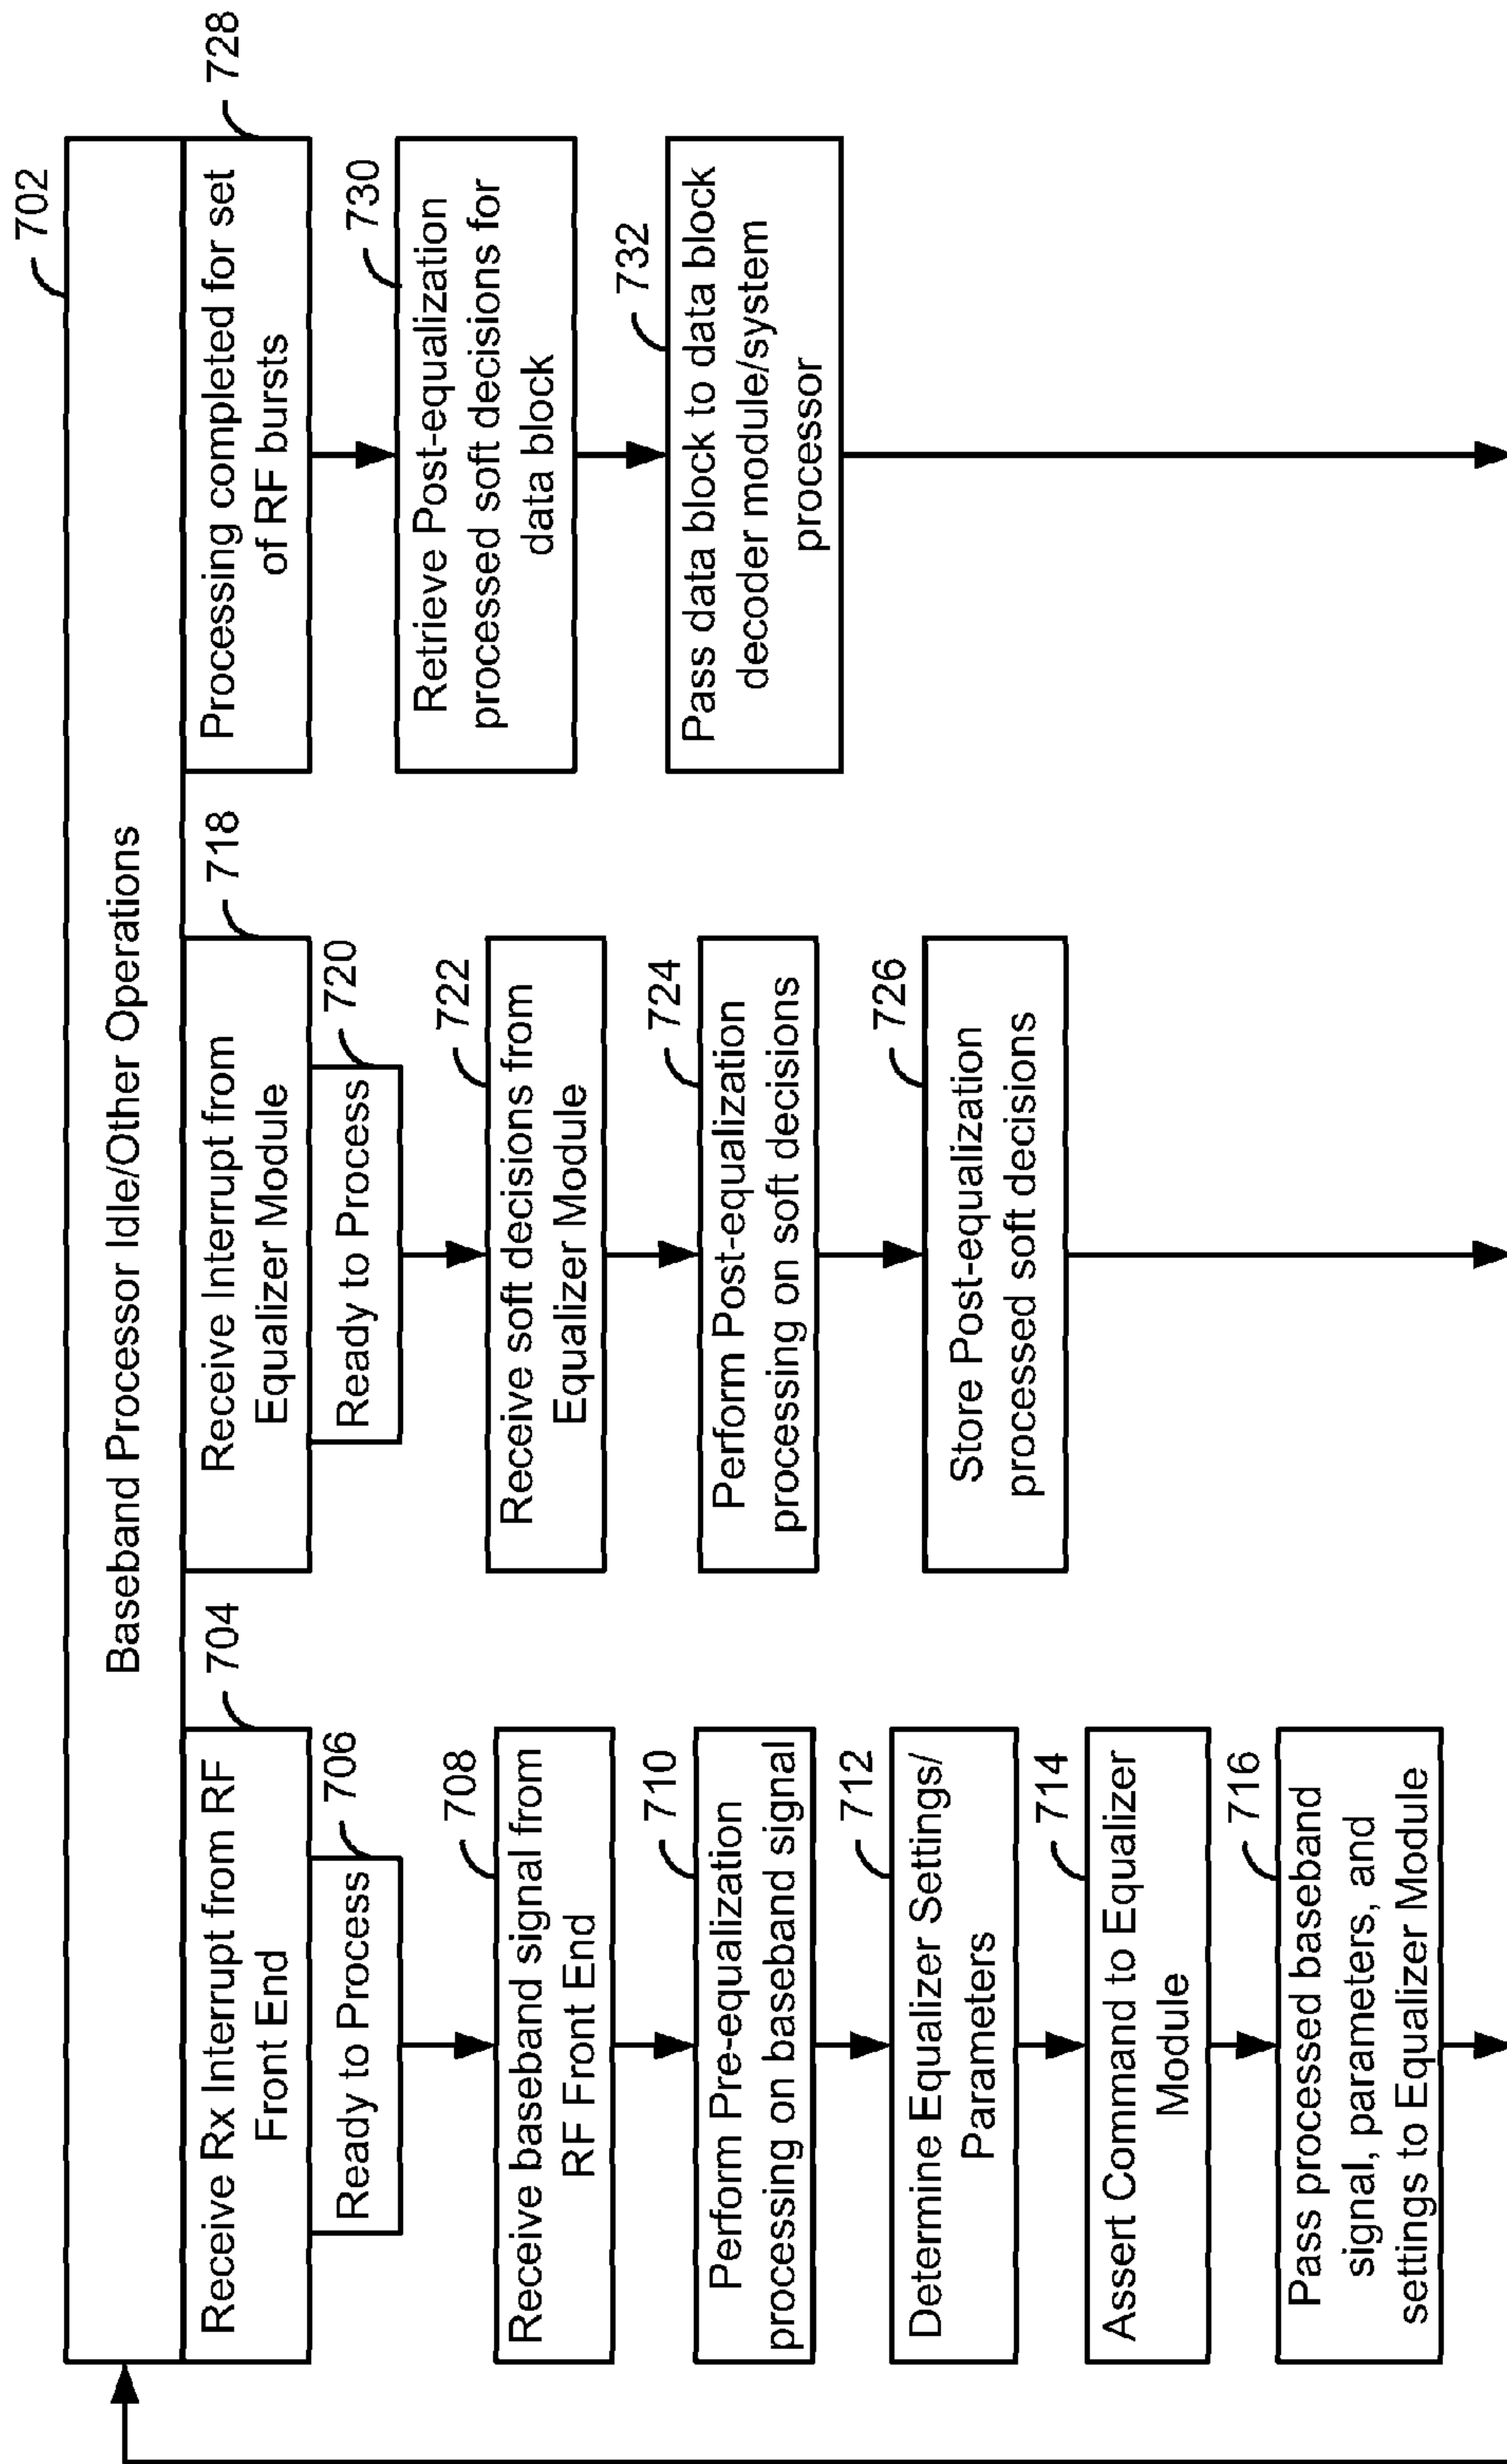 702
Baseband Processor Idle/Other Operations
704
Receive Rx Interrupt from RF
Front End
706
Ready to Process
708
Receive baseband signal from
RF Front End
710
Perform Pre-equalization
processing on baseband signal
712
Determine Equalizer Settings/
Parameters
714
Assert Command to Equalizer
Module
716
Pass processed baseband
signal, parameters, and
settings to Equalizer Module
718
Receive Interrupt from
Equalizer Module
720
Ready to Process
722
Receive soft decisions from
Equalizer Module
724
Perform Post-equalization
processing on soft decisions
726
Store Post-equalization
processed soft decisions
728
Processing completed for set
of RF bursts
730
Retrieve Post-equalization
processed soft decisions for
data block
732
Pass data block to data block
decoder module/system
processor